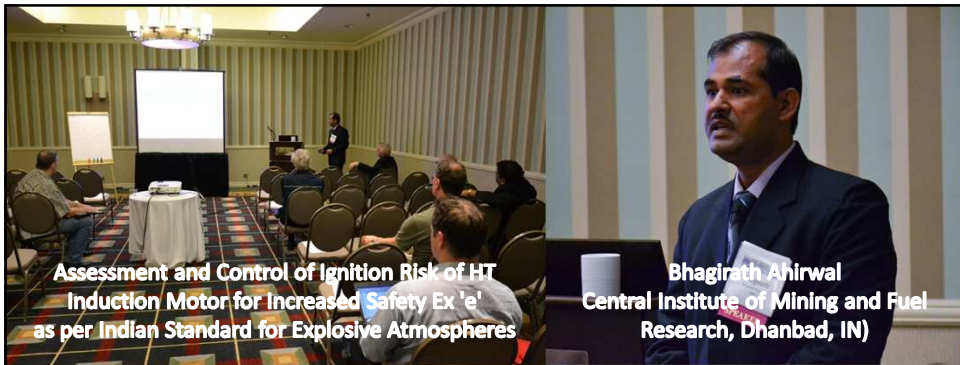 Assessment and Control of Ignition Risk of HT
Induction Motor for Increased Safety Ex 'e'
as per Indian Standard for Explosive Atmospheres
Bhagirath Ahirwal
Central Institute of Mining and Fuel
Research, Dhanbad, IN)
SPEAKER